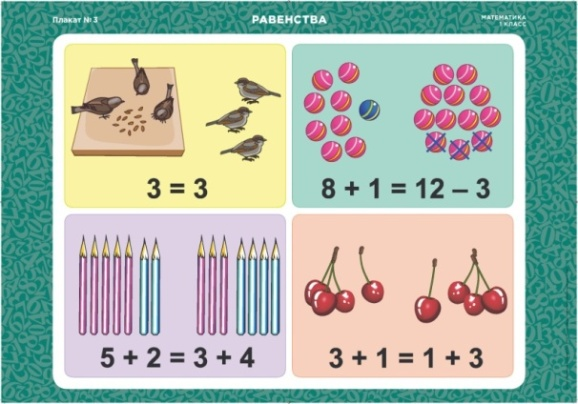 Плакат № 3
РАВЕНСТВА
МАТЕМАТИКА
1 КЛАСС
3 = 3
8 + 1 = 12 – 3
5 + 2 = 3 + 4
3 + 1 = 1 + 3